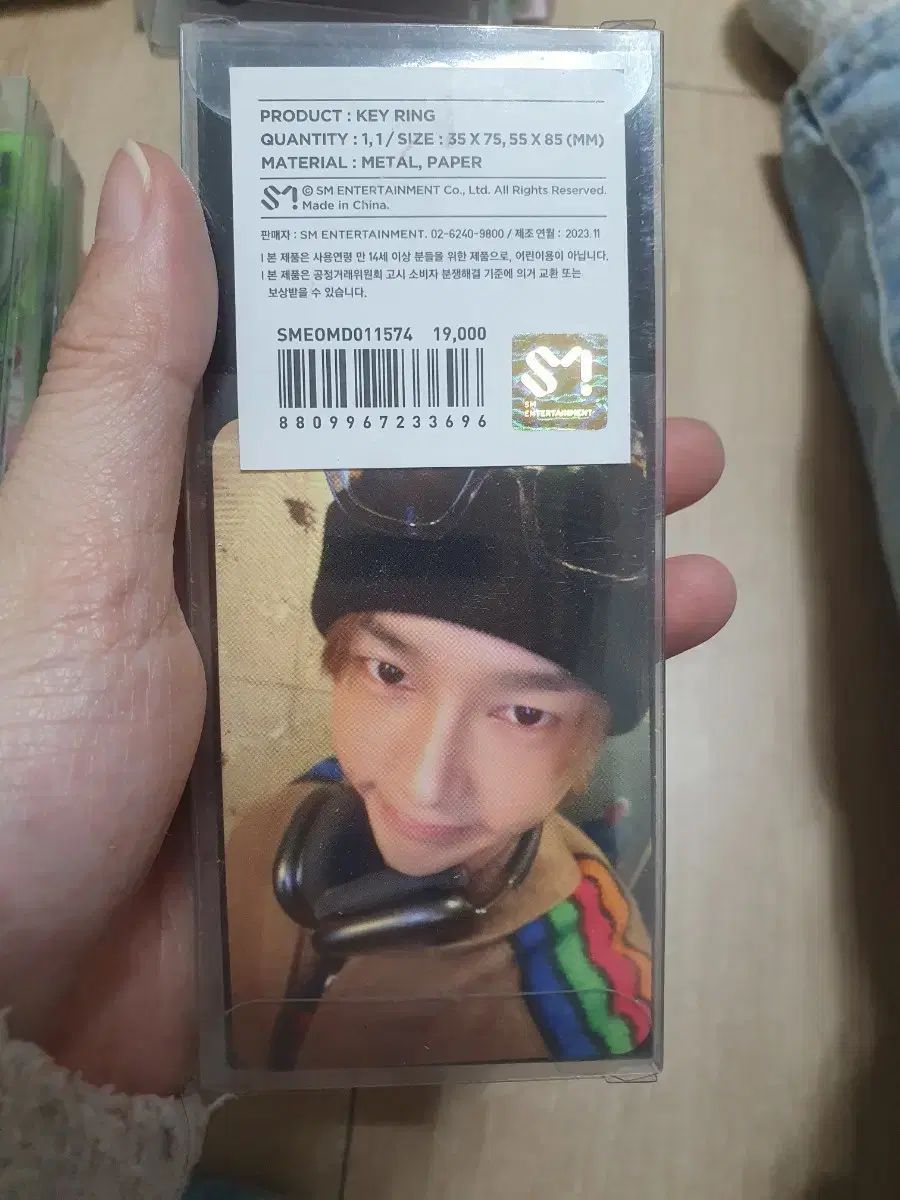 PRODUCT : KEY RING
QUANTITY : 1,1 / SIZE : 35 X 75, 55 X 85 (MM)
MATERIAL : METAL, PAPER
SM! © SM ENTERTAINMENT Co., Ltd. All Rights Reserved.
Made in China.
판매자 : SM ENTERTAINMENT. 02-6240-9800 / 제조 연월 : 2023.11
ㅣ본 제품은 사용연령 만 14세 이상 분들을 위한 제품으로, 어린이용이 아닙니다.
ㅣ본 제품은 공정거래위원회 고시 소비자 분쟁해결 기준에 의거 교환 또는
보상받을 수 있습니다.
SMEOMD011574 19,000
8809967233696
SM!
SM
ENTERTAINMENT